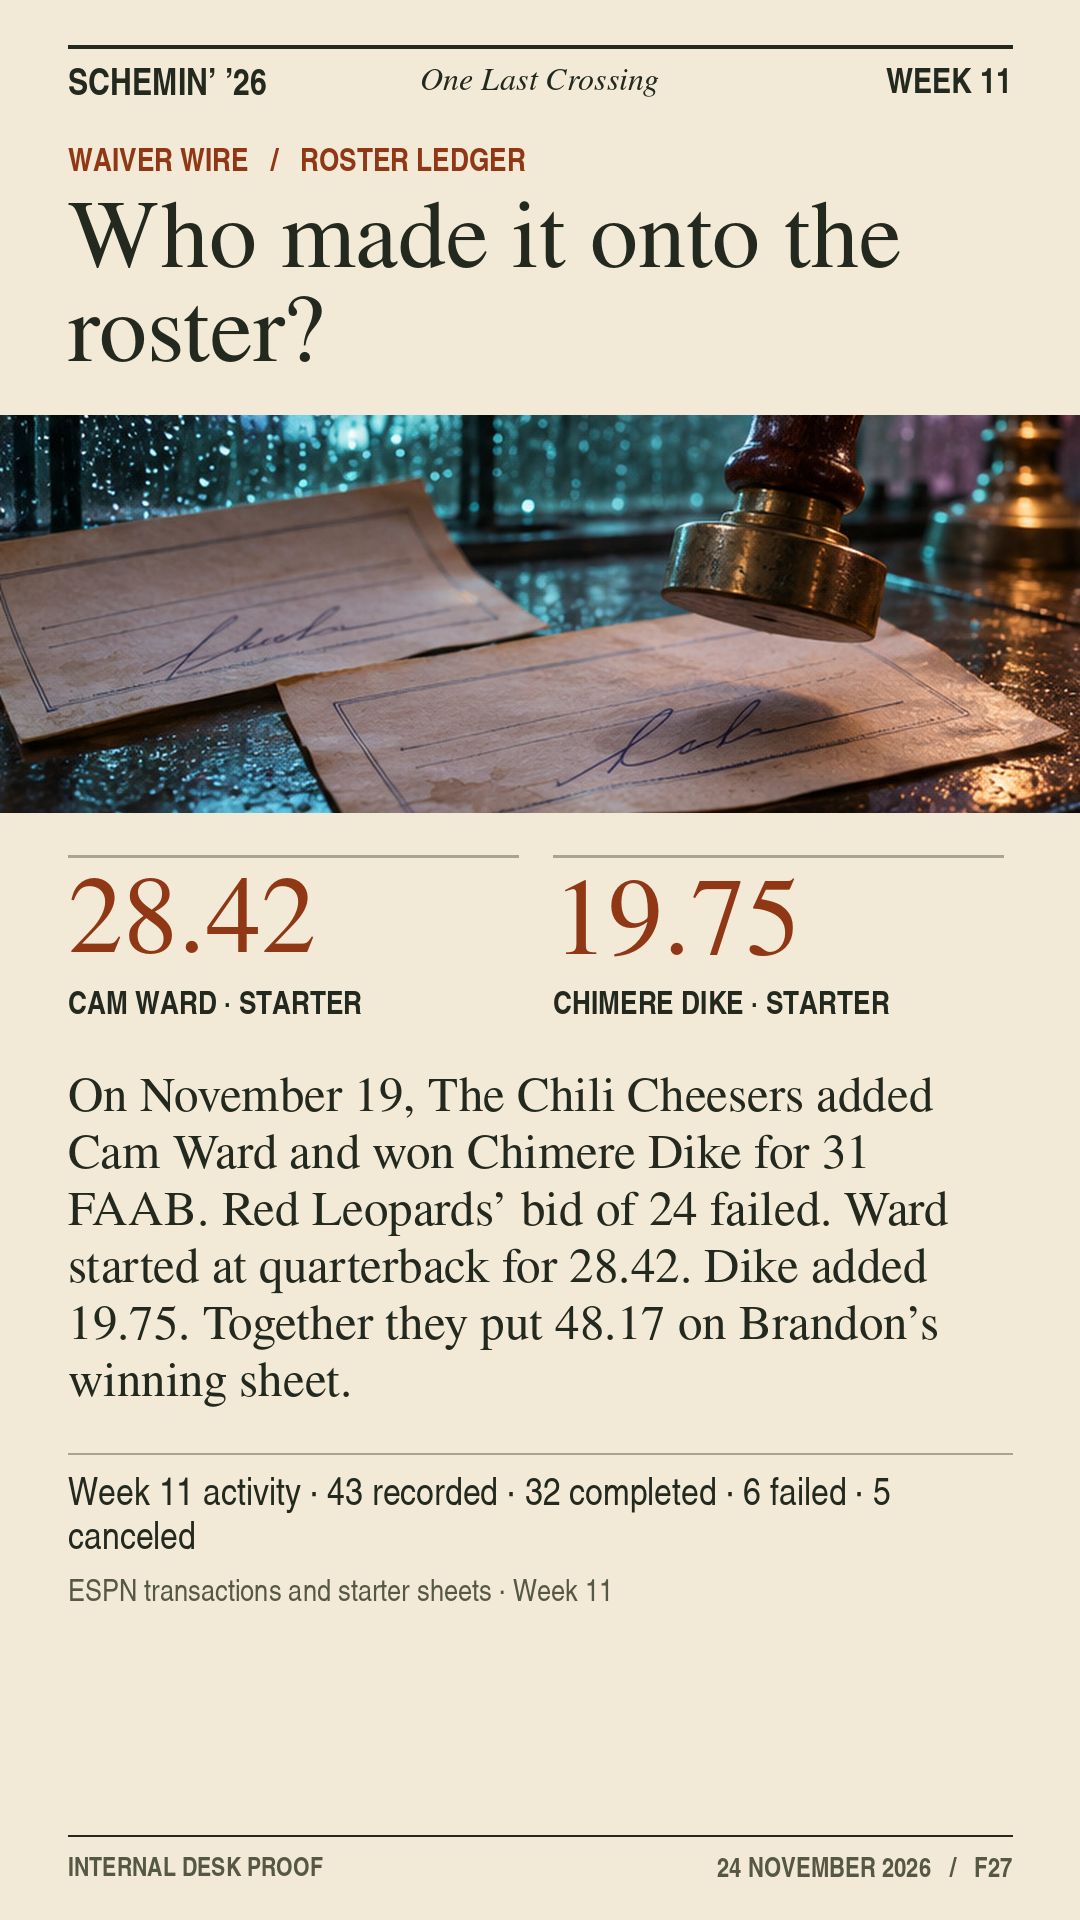 SCHEMIN’ ’26
One Last Crossing
WEEK 11
WAIVER WIRE / ROSTER LEDGER
Who made it onto the
roster?
28.42
19.75
CAM WARD · STARTER
CHIMERE DIKE · STARTER
On November 19, The Chili Cheesers added
Cam Ward and won Chimere Dike for 31
FAAB. Red Leopards’ bid of 24 failed. Ward
started at quarterback for 28.42. Dike added
19.75. Together they put 48.17 on Brandon’s
winning sheet.
Week 11 activity · 43 recorded · 32 completed · 6 failed · 5
canceled
ESPN transactions and starter sheets · Week 11
INTERNAL DESK PROOF
24 NOVEMBER 2026 / F27